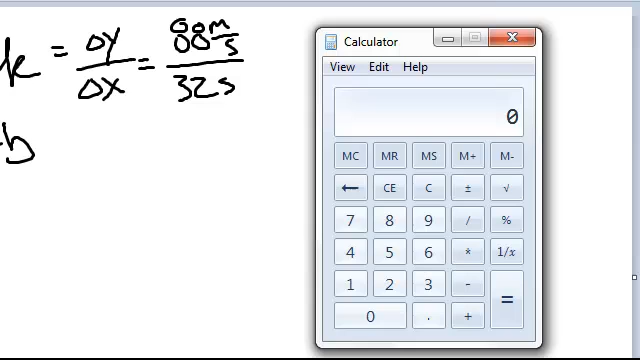 k = ΔY/ΔX = 88 m/s / 32s
b
Calculator
View Edit Help
0
MC MR MS M+ M-
← CE C ± √
7 8 9 / %
4 5 6 * 1/x
1 2 3 - =
0 . +